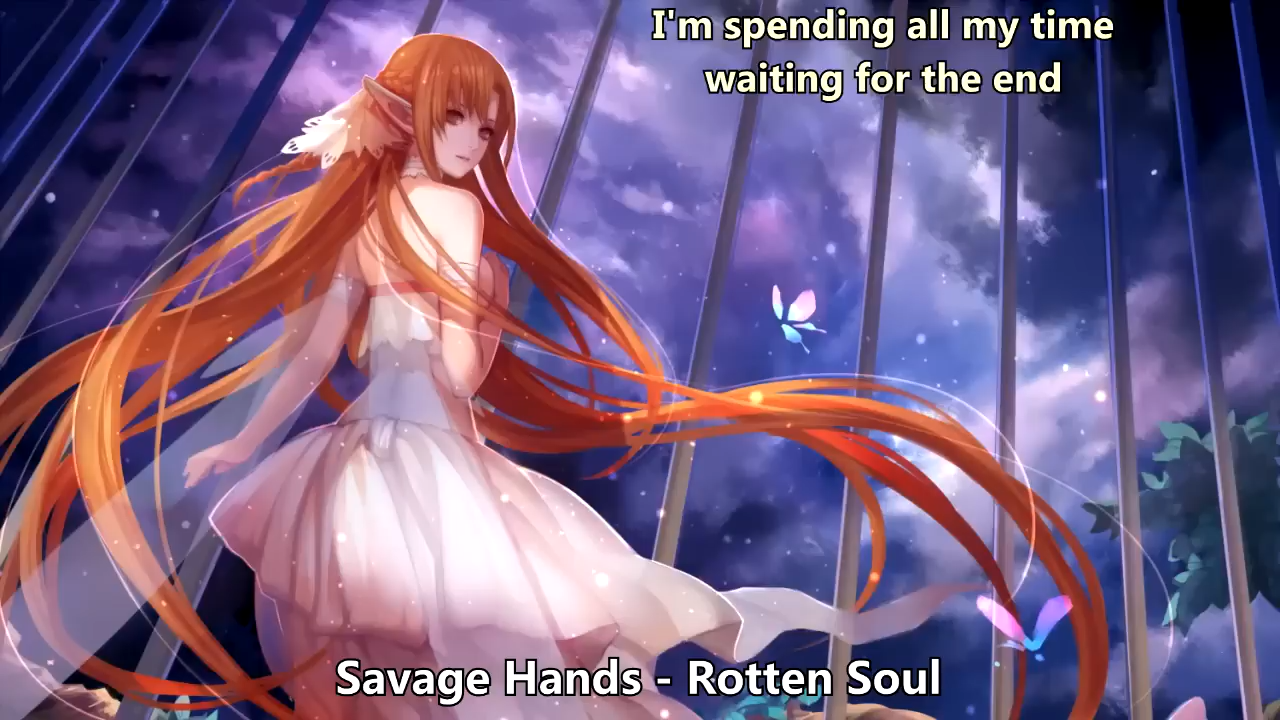 I'm spending all my time
waiting for the end
Savage Hands - Rotten Soul